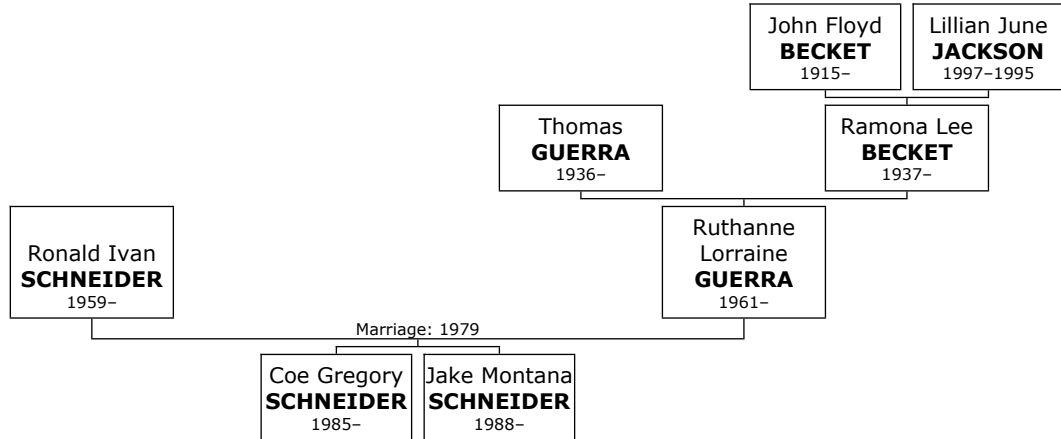 John Floyd
BECKET
1915–
Lillian June
JACKSON
1997–1995
Thomas
GUERRA
1936–
Ramona Lee
BECKET
1937–
Ronald Ivan
SCHNEIDER
1959–
Ruthanne
Lorraine
GUERRA
1961–
Marriage: 1979
Coe Gregory
SCHNEIDER
1985–
Jake Montana
SCHNEIDER
1988–